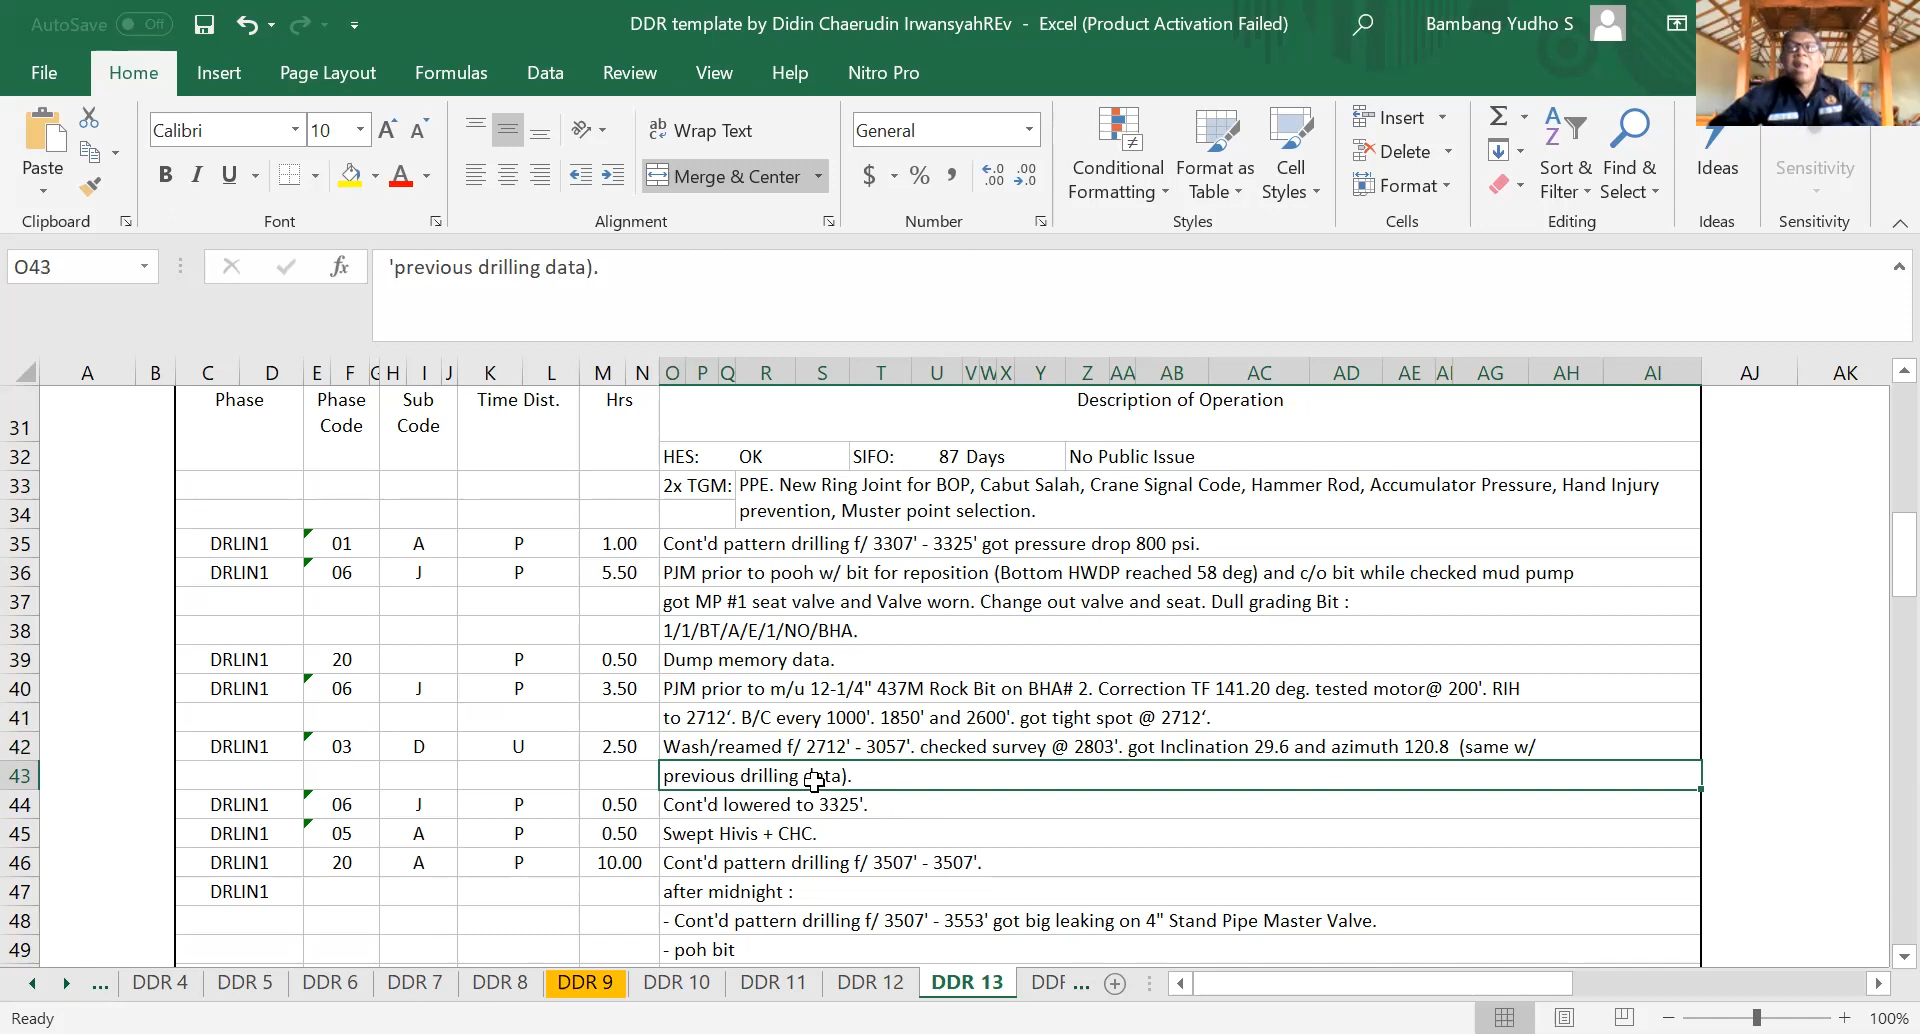 AutoSave Off DDR template by Didin Chaerudin IrwansyahREv - Excel (Product Activation Failed) Bambang Yudho S
File Home Insert Page Layout Formulas Data Review View Help Nitro Pro
Paste
Calibri 10
B I U
Wrap Text
Merge & Center
General
$ % ,
Conditional Formatting
Format as Table
Cell Styles
Insert
Delete
Format
Sort & Filter
Find & Select
Ideas
Sensitivity
Clipboard Font Alignment Number Styles Cells Editing Ideas Sensitivity
O43 fx 'previous drilling data).
A B C D E F G H I J K L M N O P Q R S T U V W X Y Z AA AB AC AD AE AG AH AI AJ AK
31 Phase Phase Code Sub Code Time Dist. Hrs Description of Operation
32 HES: OK SIFO: 87 Days No Public Issue
33 2x TGM: PPE. New Ring Joint for BOP, Cabut Salah, Crane Signal Code, Hammer Rod, Accumulator Pressure, Hand Injury
34 prevention, Muster point selection.
35 DRLIN1 01 A P 1.00 Cont'd pattern drilling f/ 3307' - 3325' got pressure drop 800 psi.
36 DRLIN1 06 J P 5.50 PJM prior to pooh w/ bit for reposition (Bottom HWDP reached 58 deg) and c/o bit while checked mud pump
37 got MP #1 seat valve and Valve worn. Change out valve and seat. Dull grading Bit :
38 1/1/BT/A/E/1/NO/BHA.
39 DRLIN1 20 P 0.50 Dump memory data.
40 DRLIN1 06 J P 3.50 PJM prior to m/u 12-1/4" 437M Rock Bit on BHA# 2. Correction TF 141.20 deg. tested motor@ 200'. RIH
41 to 2712‘. B/C every 1000'. 1850' and 2600'. got tight spot @ 2712‘.
42 DRLIN1 03 D U 2.50 Wash/reamed f/ 2712' - 3057'. checked survey @ 2803'. got Inclination 29.6 and azimuth 120.8 (same w/
43 previous drilling data).
44 DRLIN1 06 J P 0.50 Cont'd lowered to 3325'.
45 DRLIN1 05 A P 0.50 Swept Hivis + CHC.
46 DRLIN1 20 A P 10.00 Cont'd pattern drilling f/ 3507' - 3507'.
47 DRLIN1 after midnight :
48 - Cont'd pattern drilling f/ 3507' - 3553' got big leaking on 4" Stand Pipe Master Valve.
49 - poh bit
... DDR 4 DDR 5 DDR 6 DDR 7 DDR 8 DDR 9 DDR 10 DDR 11 DDR 12 DDR 13 ...
Ready 100%